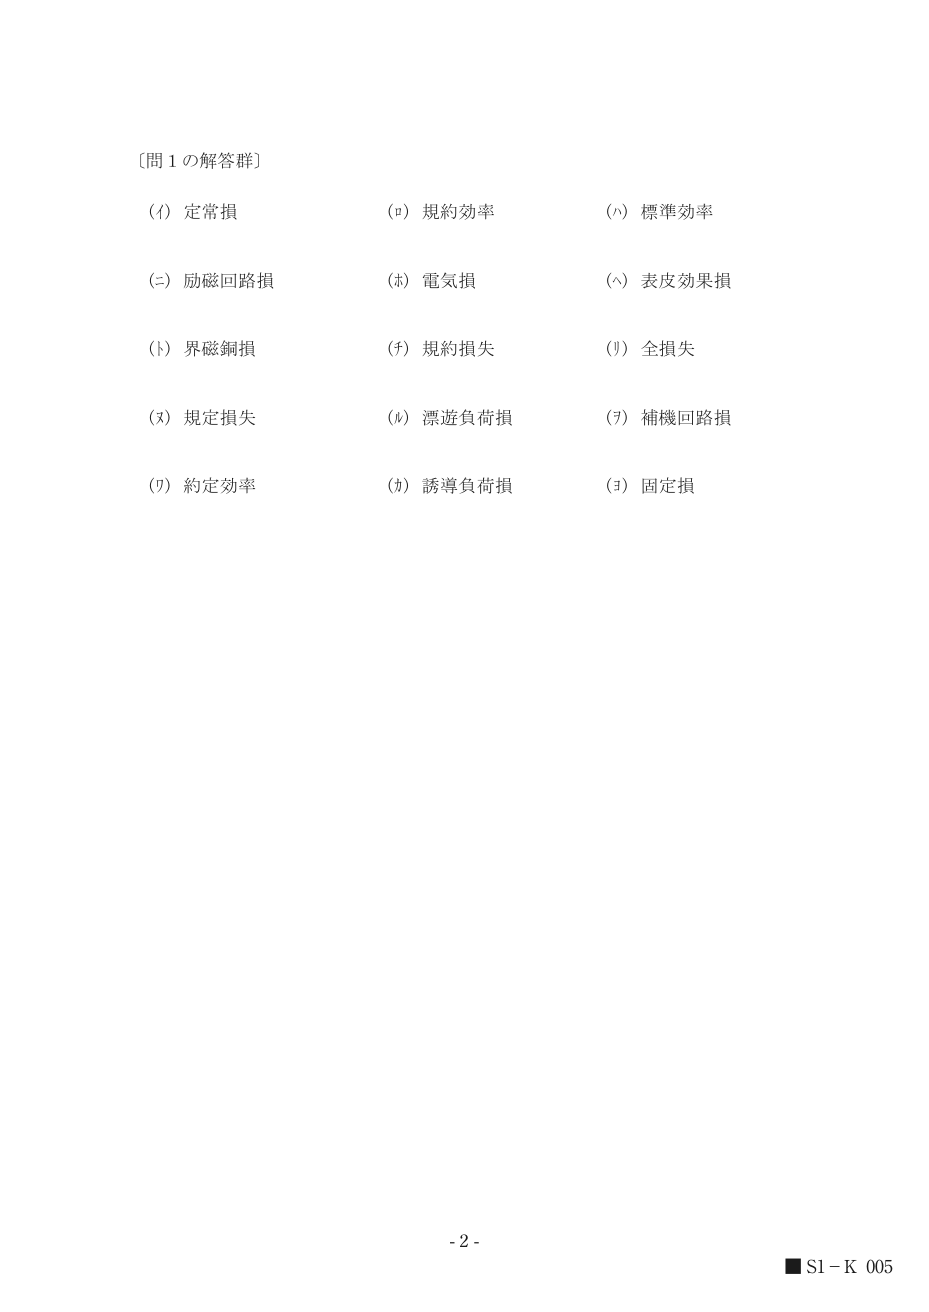 〔問 1 の解答群〕
(ｲ) 定常損 (ﾛ) 規約効率 (ﾊ) 標準効率
(ﾆ) 励磁回路損 (ﾎ) 電気損 (ﾍ) 表皮効果損
(ﾄ) 界磁銅損 (ﾁ) 規約損失 (ﾘ) 全損失
(ﾇ) 規定損失 (ﾙ) 漂遊負荷損 (ｦ) 補機回路損
(ﾜ) 約定効率 (ｶ) 誘導負荷損 (ﾖ) 固定損
- 2 -
■ S1－K 005